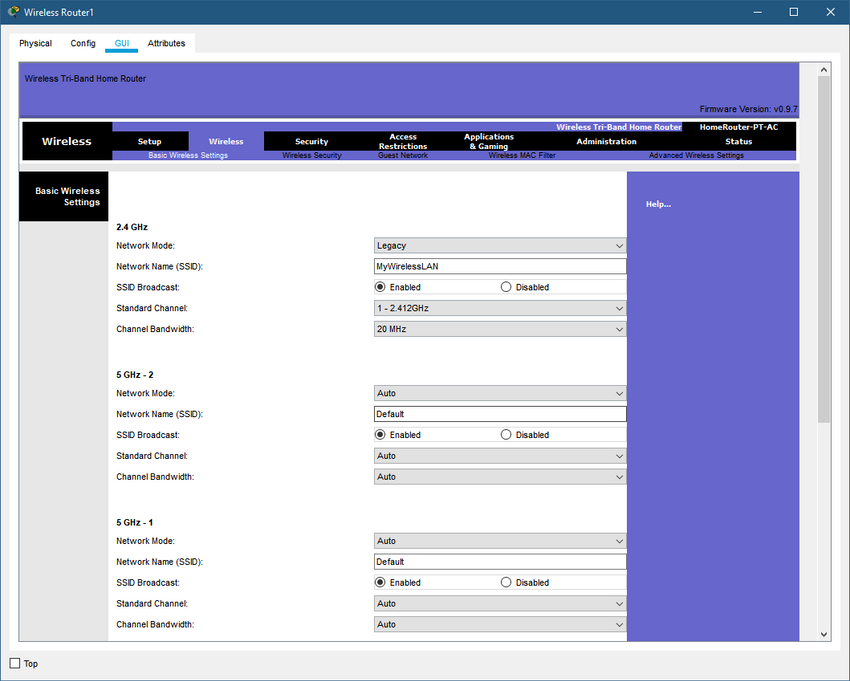 Wireless Router1
Physical Config GUI Attributes
Wireless Tri-Band Home Router
Firmware Version: v0.9.7
Wireless Tri-Band Home Router HomeRouter-PT-AC
Wireless Setup Wireless Security Access Restrictions Applications & Gaming Administration Status
Basic Wireless Settings Wireless Security Guest Network Wireless MAC Filter Advanced Wireless Settings
Basic Wireless
Settings
Help...
2.4 GHz
Network Mode: Legacy
Network Name (SSID): MyWirelessLAN
SSID Broadcast: Enabled Disabled
Standard Channel: 1 - 2.412GHz
Channel Bandwidth: 20 MHz
5 GHz - 2
Network Mode: Auto
Network Name (SSID): Default
SSID Broadcast: Enabled Disabled
Standard Channel: Auto
Channel Bandwidth: Auto
5 GHz - 1
Network Mode: Auto
Network Name (SSID): Default
SSID Broadcast: Enabled Disabled
Standard Channel: Auto
Channel Bandwidth: Auto
Top